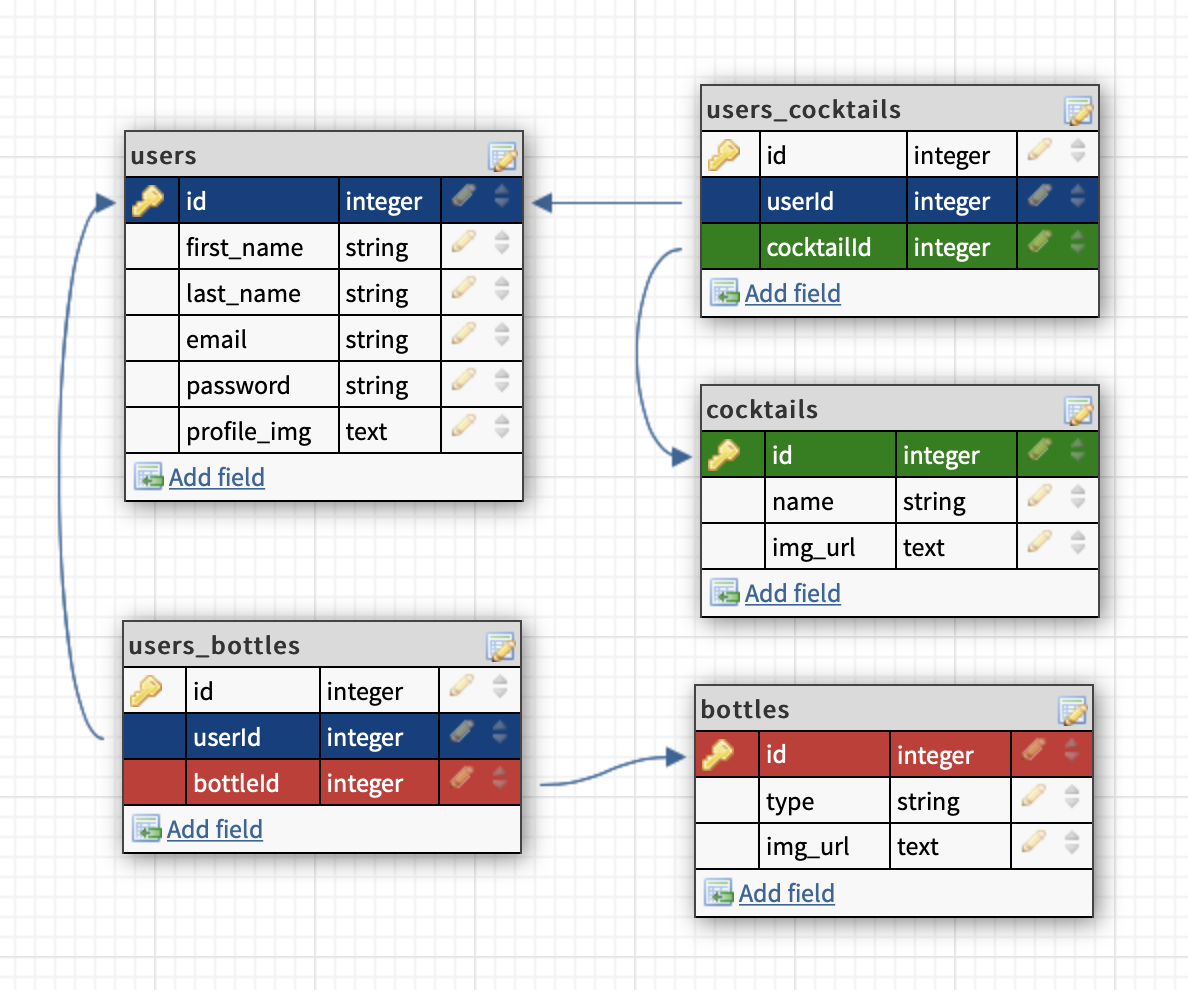 users
id integer
first_name string
last_name string
email string
password string
profile_img text
Add field
users_cocktails
id integer
userId integer
cocktailId integer
Add field
cocktails
id integer
name string
img_url text
Add field
users_bottles
id integer
userId integer
bottleId integer
Add field
bottles
id integer
type string
img_url text
Add field